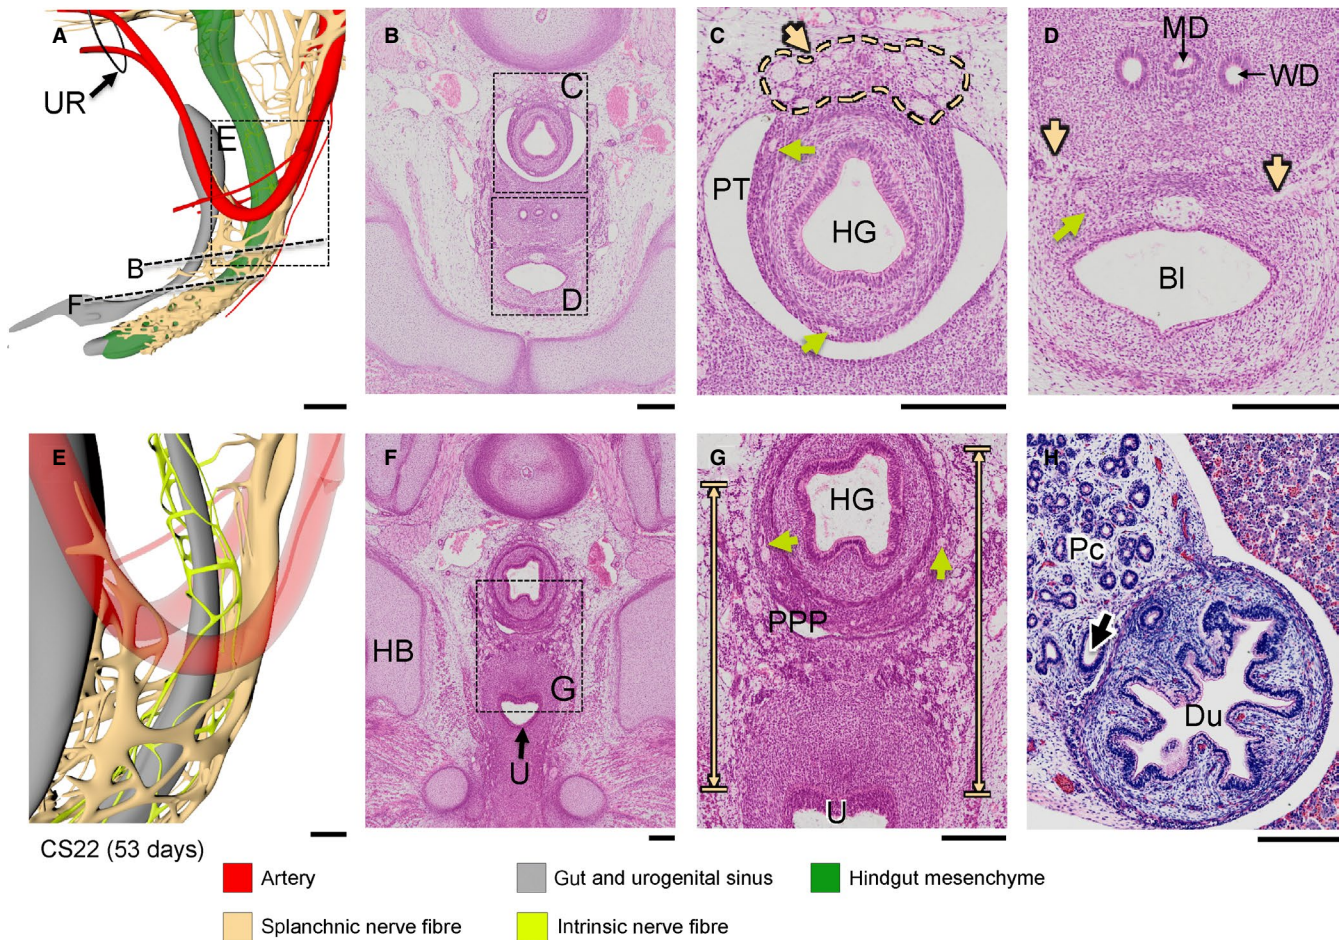 A
UR
E
B
F
B
C
D
C
PT
HG
D
MD
WD
Bl
E
F
HB
G
U
G
HG
PPP
U
H
Pc
Du
CS22 (53 days)
Artery
Gut and urogenital sinus
Hindgut mesenchyme
Splanchnic nerve fibre
Intrinsic nerve fibre